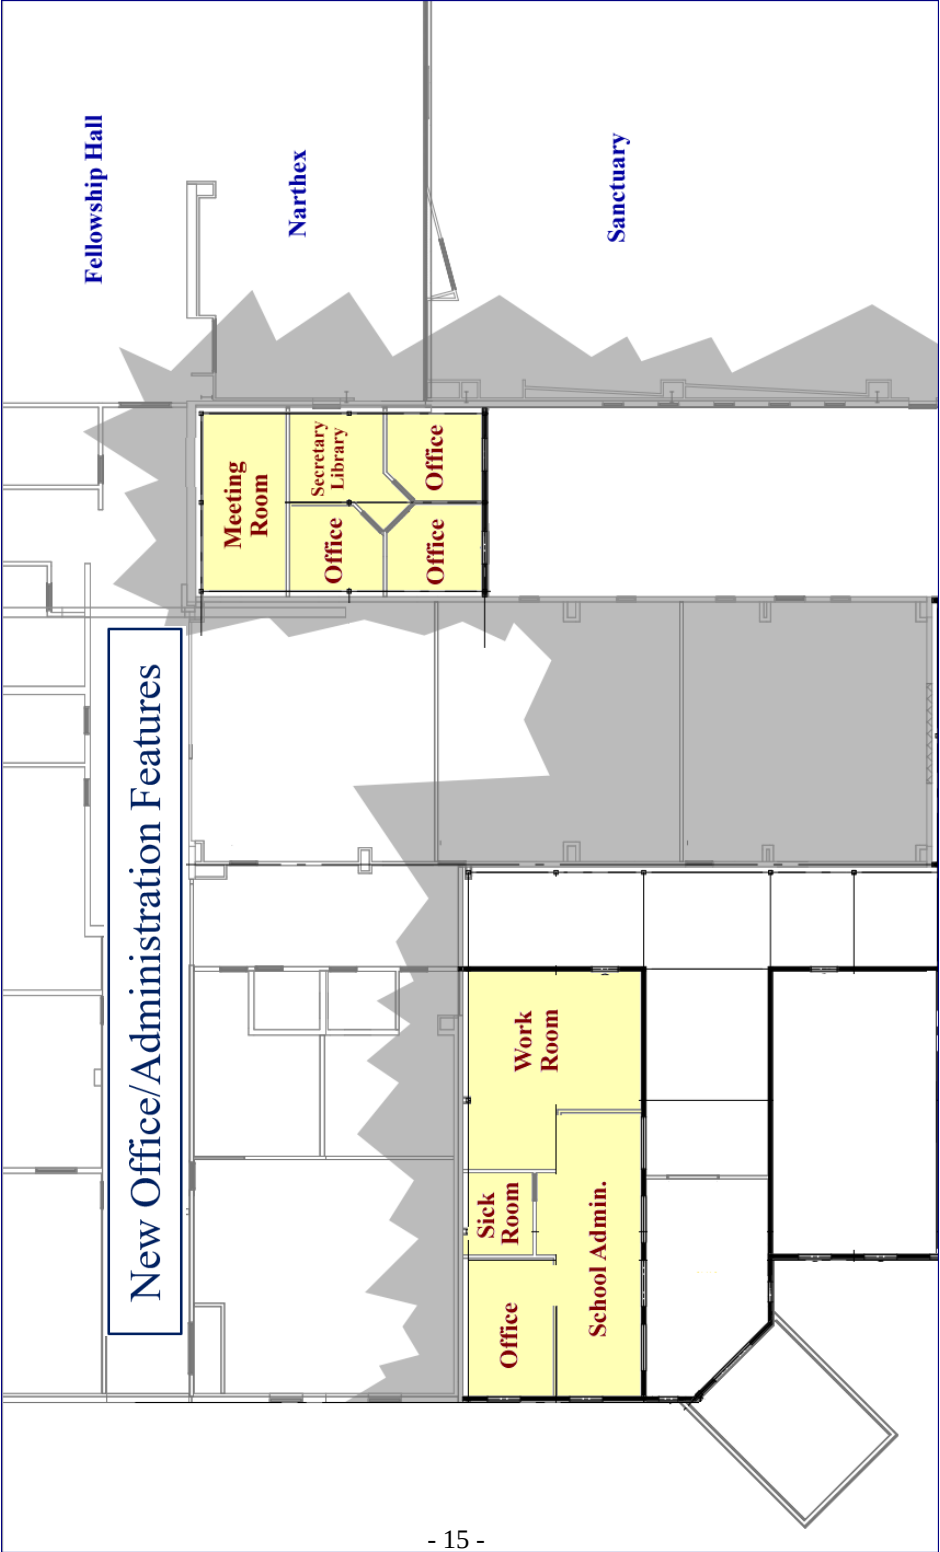 New Office/Administration Features
Fellowship Hall
Narthex
Sanctuary
Meeting
Room
Secretary
Library
Office
Office
Office
Work
Room
Sick
Room
School Admin.
Office
- 15 -